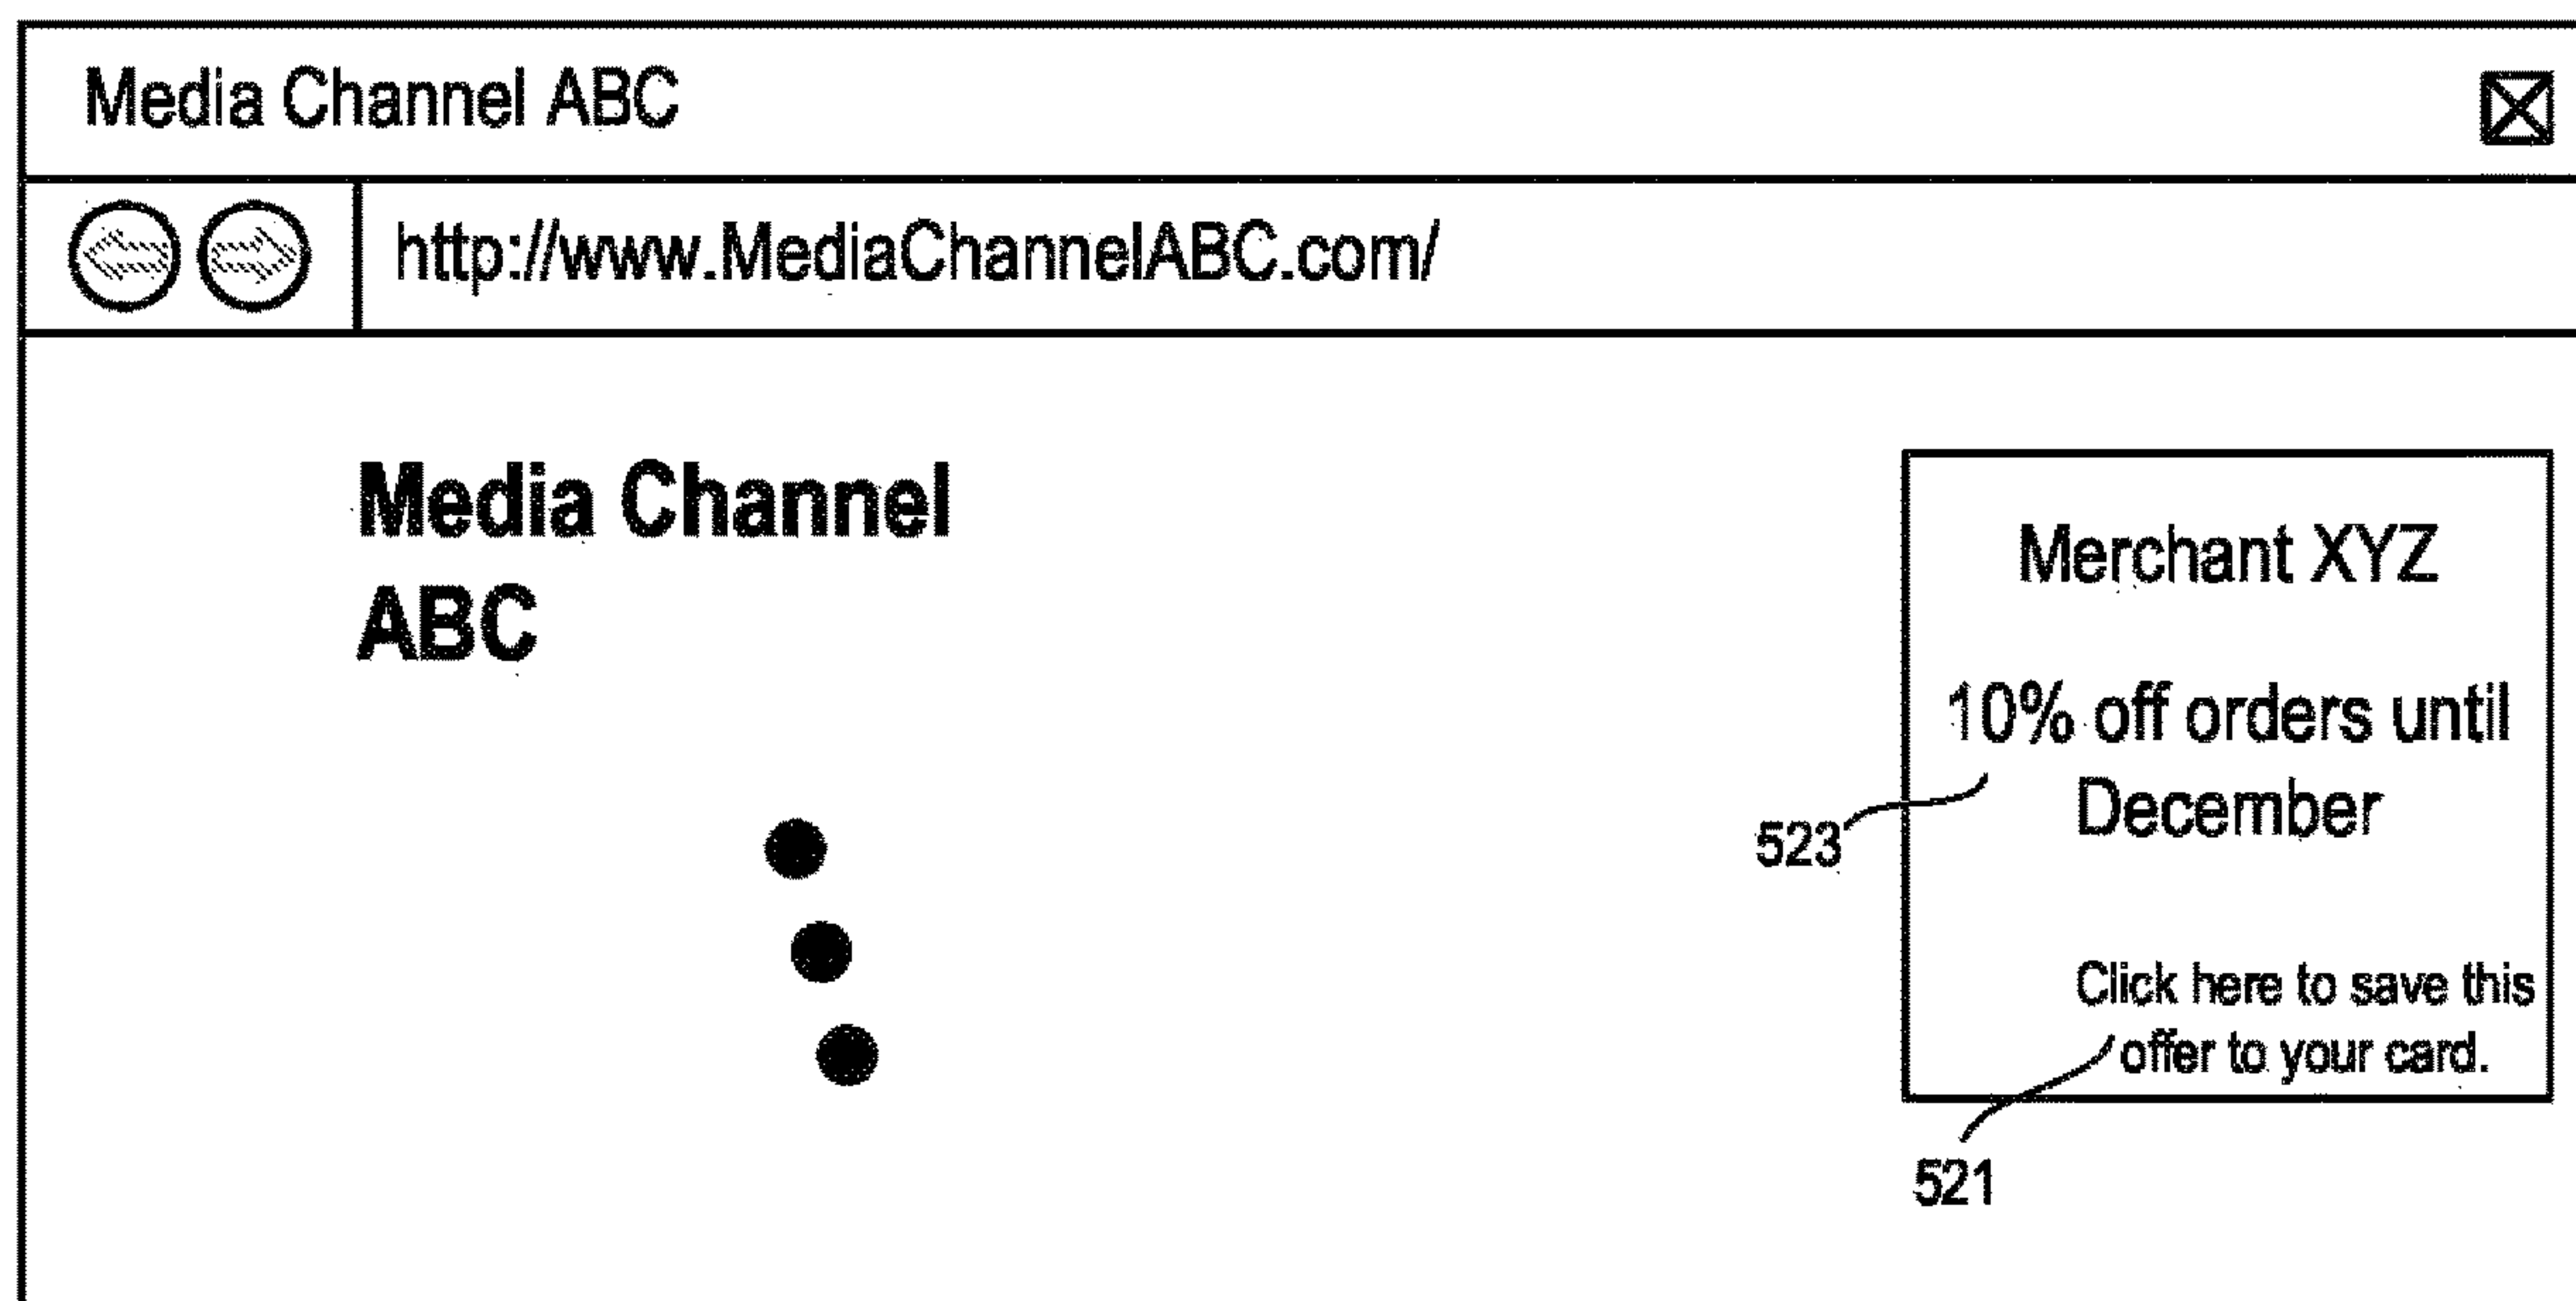 Media Channel ABC
http://www.MediaChannelABC.com/
Media Channel
ABC
Merchant XYZ
10% off orders until
December
523
Click here to save this
offer to your card.
521